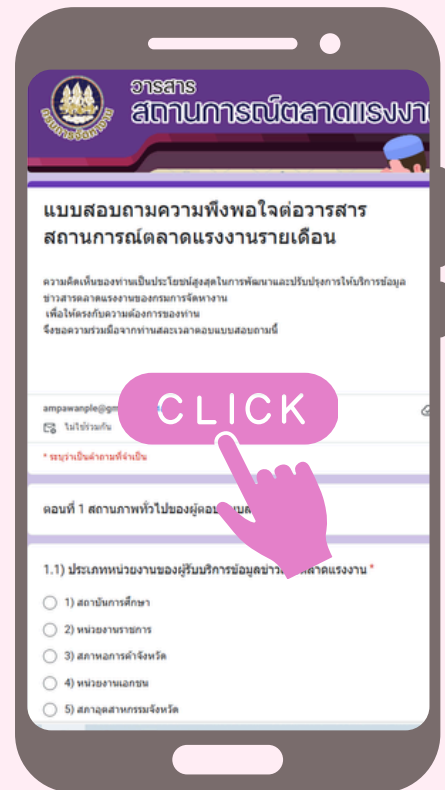 วารสาร
สถานการณ์ตลาดแรงงา
กรมการจัดหางาน
แบบสอบถามความพึงพอใจต่อวารสาร
สถานการณ์ตลาดแรงงานรายเดือน
ความคิดเห็นของท่านเป็นประโยชน์สูงสุดในการพัฒนาและปรับปรุงการให้บริการข้อมูล
ข่าวสารตลาดแรงงานของกรมการจัดหางาน
เพื่อให้ตรงกับความต้องการของท่าน
จึงขอความร่วมมือจากท่านสละเวลาตอบแบบสอบถามนี้
ampawanple@gm
CLICK
ไม่ใช้ร่วมกัน
* ระบุว่าเป็นคำถามที่จำเป็น
ตอนที่ 1 สถานภาพทั่วไปของผู้ตอบ
1.1) ประเภทหน่วยงานของผู้รับบริการข้อมูลข่าว ตลาดแรงงาน *
1) สถาบันการศึกษา
2) หน่วยงานราชการ
3) สภาหอการค้าจังหวัด
4) หน่วยงานเอกชน
5) สภาอุตสาหกรรมจังหวัด